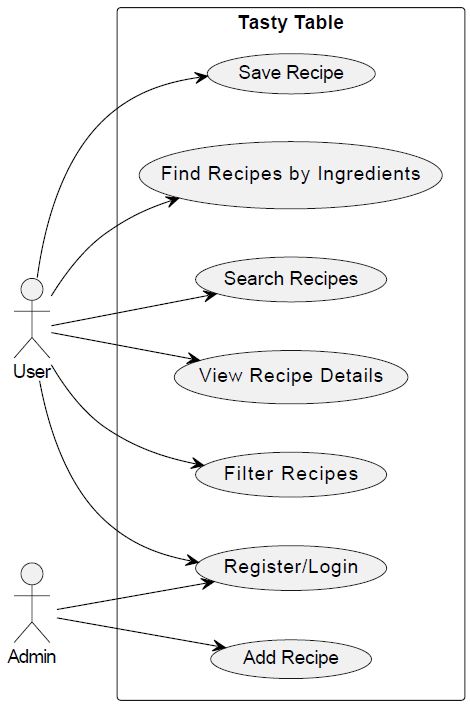 Tasty Table
Save Recipe
Find Recipes by Ingredients
Search Recipes
User
View Recipe Details
Filter Recipes
Register/Login
Admin
Add Recipe